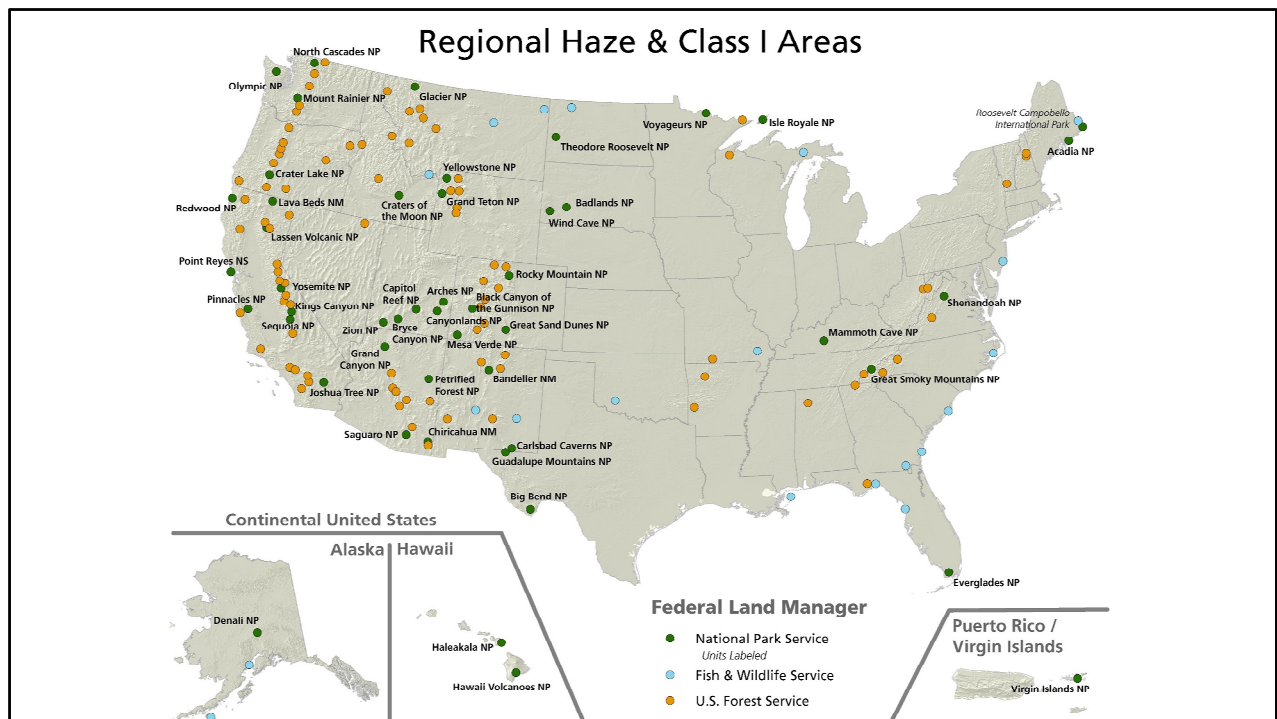 Regional Haze & Class I Areas
North Cascades NP
Olympic NP
Mount Rainier NP
Glacier NP
Voyageurs NP
Isle Royale NP
Roosevelt Campobello
International Park
Acadia NP
Theodore Roosevelt NP
Crater Lake NP
Yellowstone NP
Redwood NP
Lava Beds NM
Craters of
the Moon NP
Grand Teton NP
Badlands NP
Wind Cave NP
Lassen Volcanic NP
Point Reyes NS
Rocky Mountain NP
Yosemite NP
Capitol
Reef NP
Arches NP
Black Canyon of
the Gunnison NP
Pinnacles NP
Kings Canyon NP
Shenandoah NP
Sequoia NP
Zion NP
Bryce
Canyon NP
Canyonlands NP
Great Sand Dunes NP
Mammoth Cave NP
Mesa Verde NP
Grand
Canyon NP
Joshua Tree NP
Petrified
Forest NP
Bandelier NM
Great Smoky Mountains NP
Saguaro NP
Chiricahua NM
Carlsbad Caverns NP
Guadalupe Mountains NP
Big Bend NP
Everglades NP
Continental United States
Alaska
Hawaii
Denali NP
Haleakala NP
Hawaii Volcanoes NP
Federal Land Manager
National Park Service
Units Labeled
Fish & Wildlife Service
U.S. Forest Service
Puerto Rico /
Virgin Islands
Virgin Islands NP